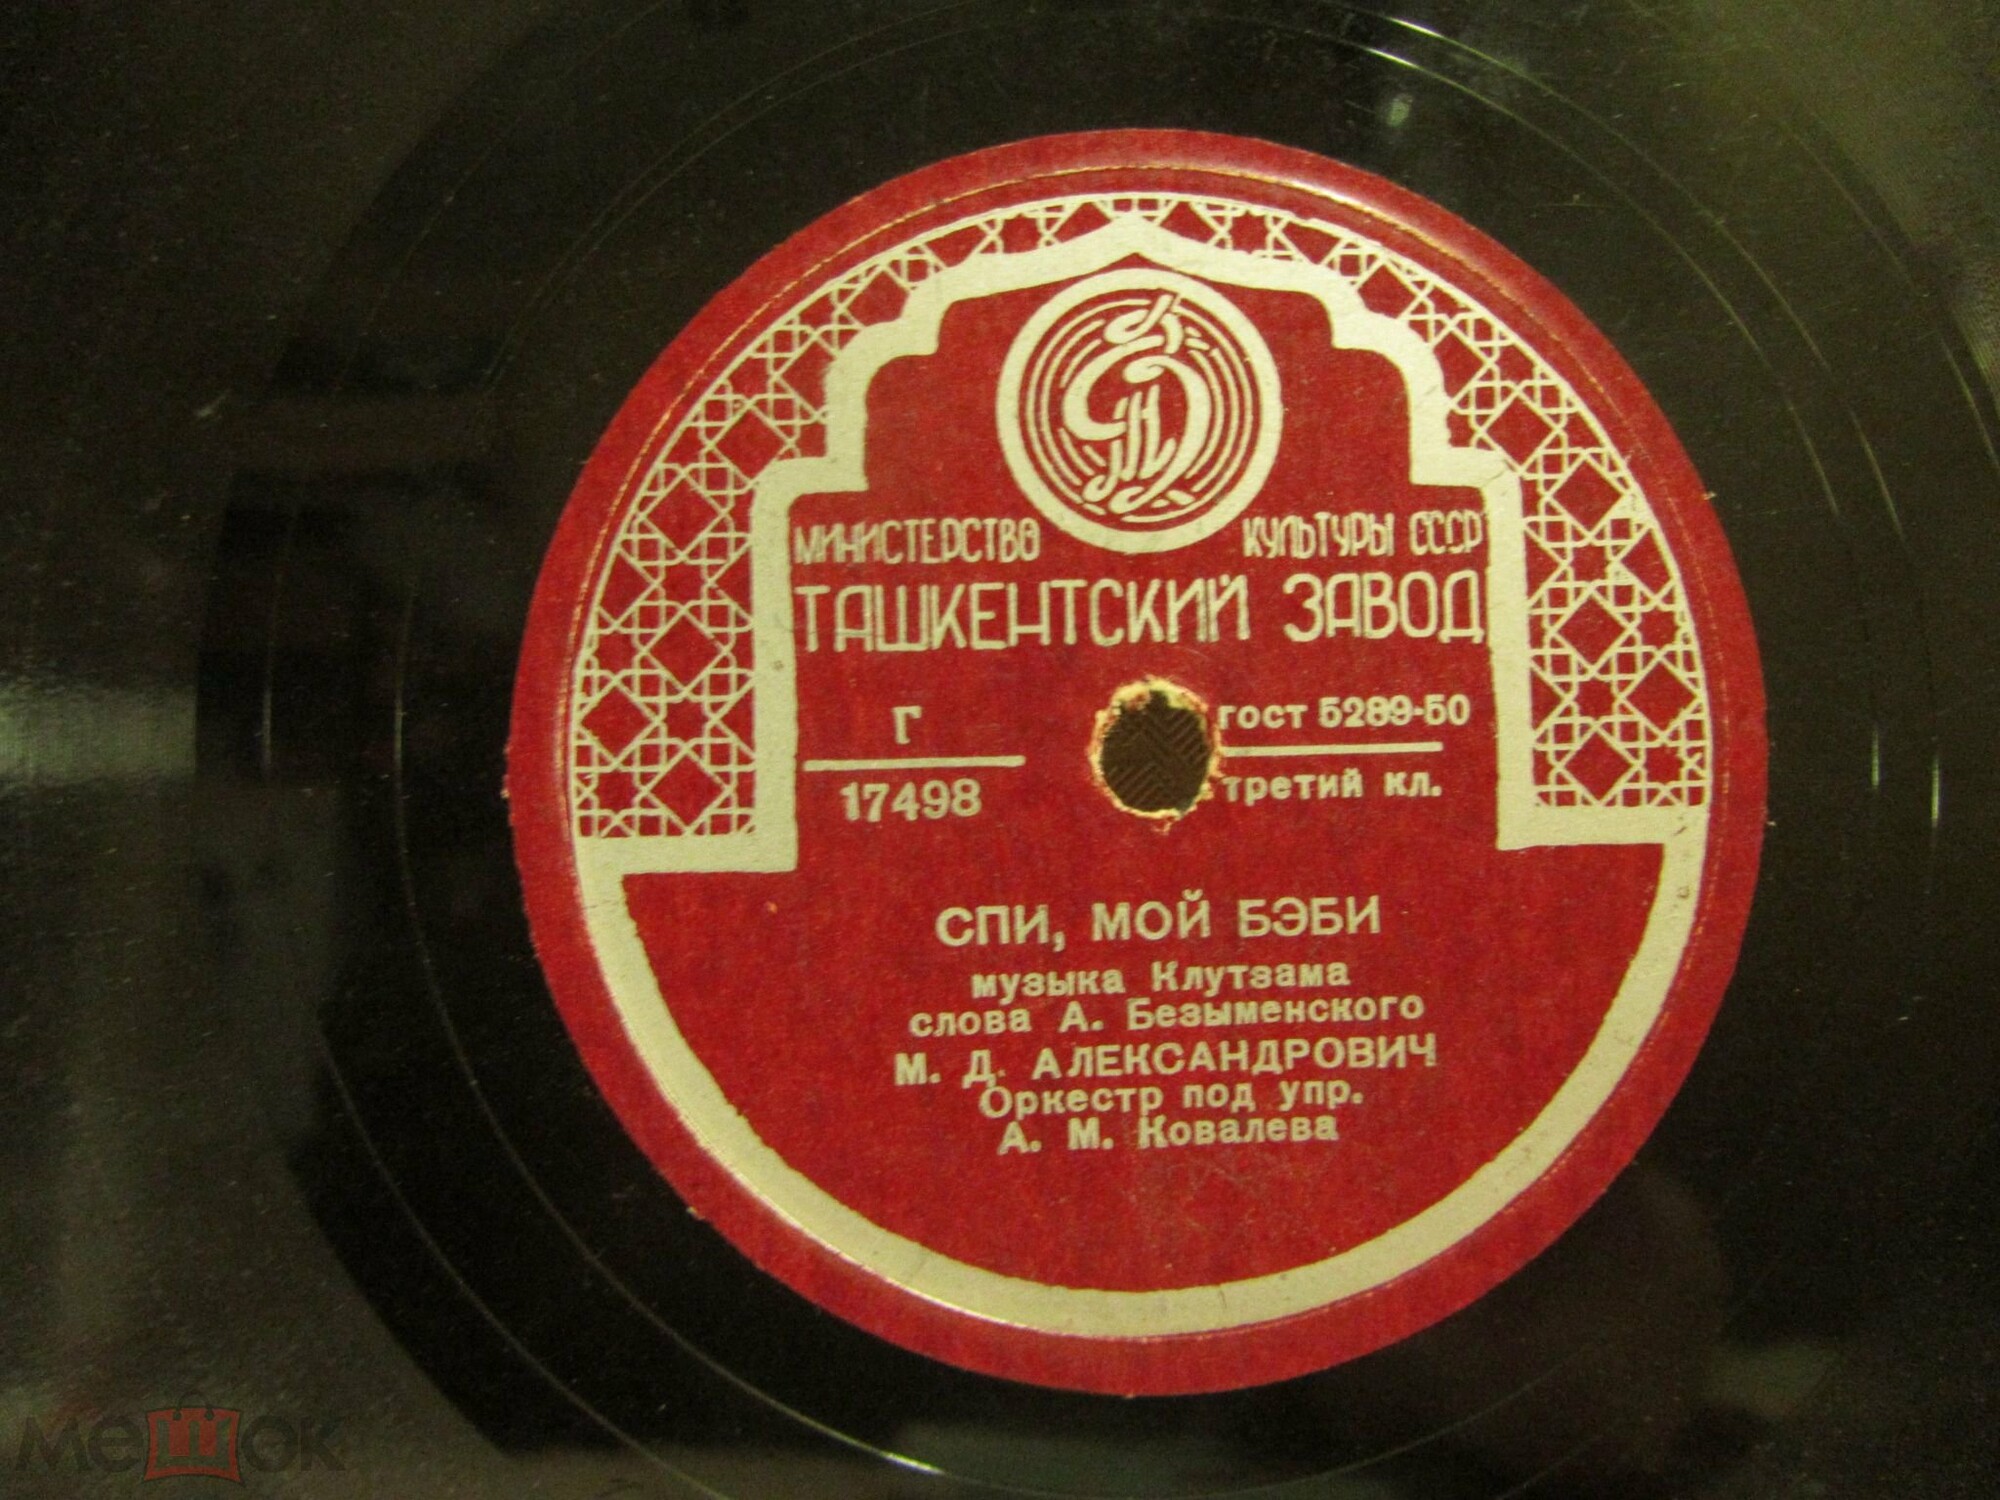 МИНИСТЕРСТВО КУЛЬТУРЫ СССР
ТАШКЕНТСКИЙ ЗАВОД
Г
17498
ГОСТ 5289-50
третий кл.
СПИ, МОЙ БЭБИ
музыка Клутзама
слова А. Безыменского
М. Д. АЛЕКСАНДРОВИЧ
Оркестр под упр.
А. М. Ковалева
мешок